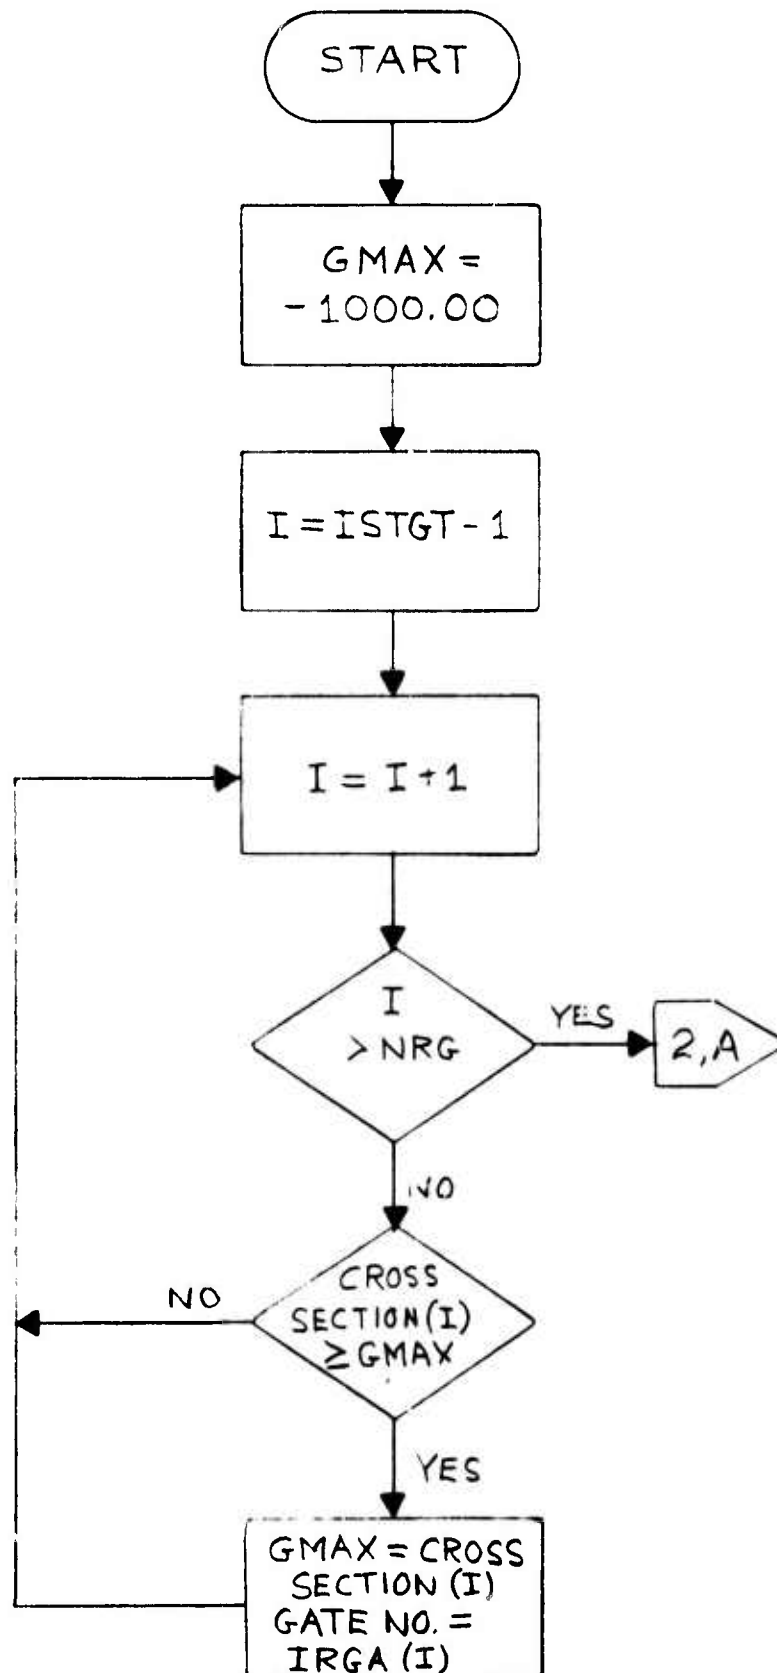 START
GMAX =
-1000.00
I = ISTGT - 1
I = I + 1
I
> NRG
YES
2, A
NO
CROSS
SECTION (I)
≥ GMAX
NO
YES
GMAX = CROSS
SECTION (I)
GATE NO. =
IRGA (I)